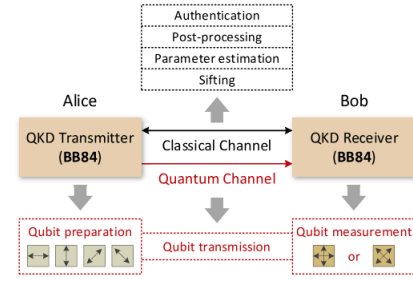 Authentication
Post-processing
Parameter estimation
Sifting
Alice
Bob
QKD Transmitter
(BB84)
Classical Channel
Quantum Channel
QKD Receiver
(BB84)
Qubit preparation
Qubit transmission
Qubit measurement
or